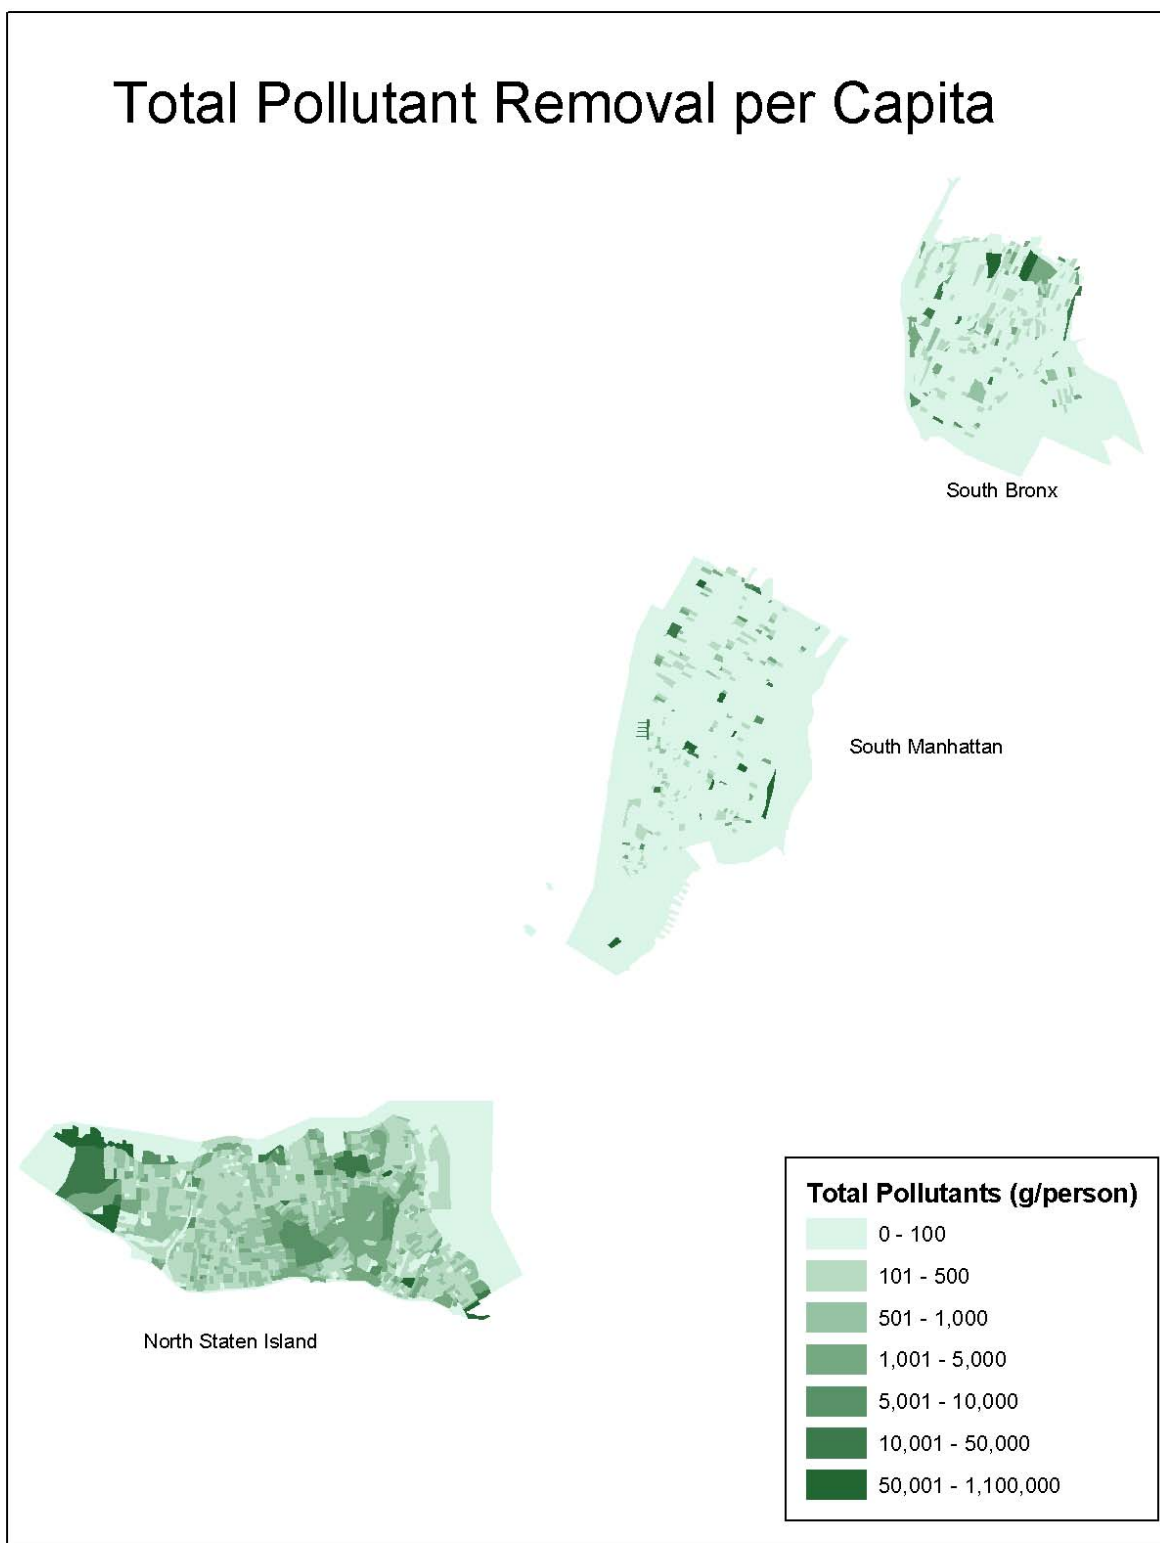 Total Pollutant Removal per Capita
South Bronx
South Manhattan
North Staten Island
Total Pollutants (g/person)
0 - 100
101 - 500
501 - 1,000
1,001 - 5,000
5,001 - 10,000
10,001 - 50,000
50,001 - 1,100,000